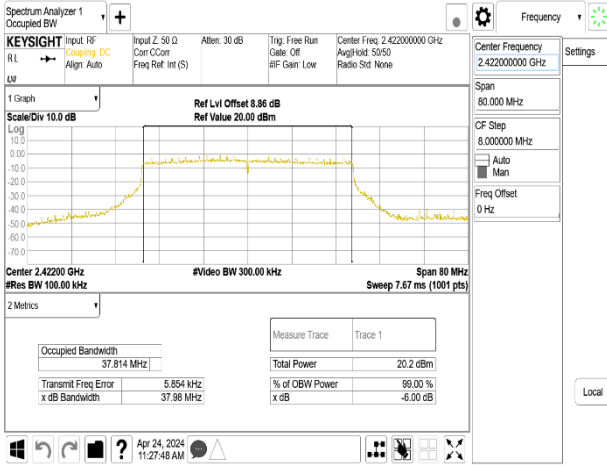 Spectrum Analyzer 1
Occupied BW
Frequency
KEYSIGHT
Input: RF
Coupling: DC
Align: Auto
Input Z: 50 Ω
Corr CCorr
Freq Ref: Int (S)
Atten: 30 dB
Trig: Free Run
Gate: Off
#IF Gain: Low
Center Freq: 2.422000000 GHz
Avg|Hold: 50/50
Radio Std: None
R L
LXI
Center Frequency
2.422000000 GHz
Settings
Span
80.000 MHz
CF Step
8.000000 MHz
Auto
Man
Freq Offset
0 Hz
Local
1 Graph
Scale/Div 10.0 dB
Ref Lvl Offset 8.86 dB
Ref Value 20.00 dBm
Log
10.0
0.00
-10.0
-20.0
-30.0
-40.0
-50.0
-60.0
-70.0
Center 2.42200 GHz
#Res BW 100.00 kHz
#Video BW 300.00 kHz
Span 80 MHz
Sweep 7.67 ms (1001 pts)
2 Metrics
Measure Trace
Trace 1
Occupied Bandwidth
37.814 MHz
Total Power
20.2 dBm
Transmit Freq Error
5.854 kHz
% of OBW Power
99.00 %
x dB Bandwidth
37.98 MHz
x dB
-6.00 dB
?
Apr 24, 2024
11:27:48 AM